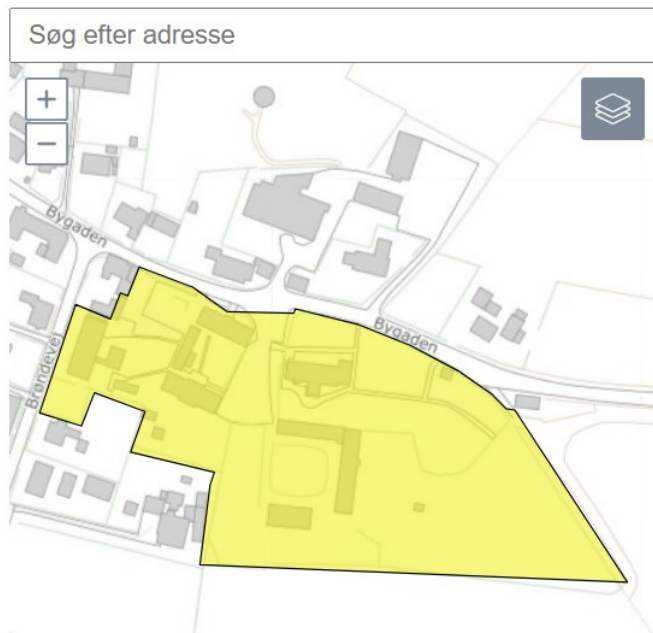 Søg efter adresse
+
−
Bygaden
Bygaden
Brøndevej